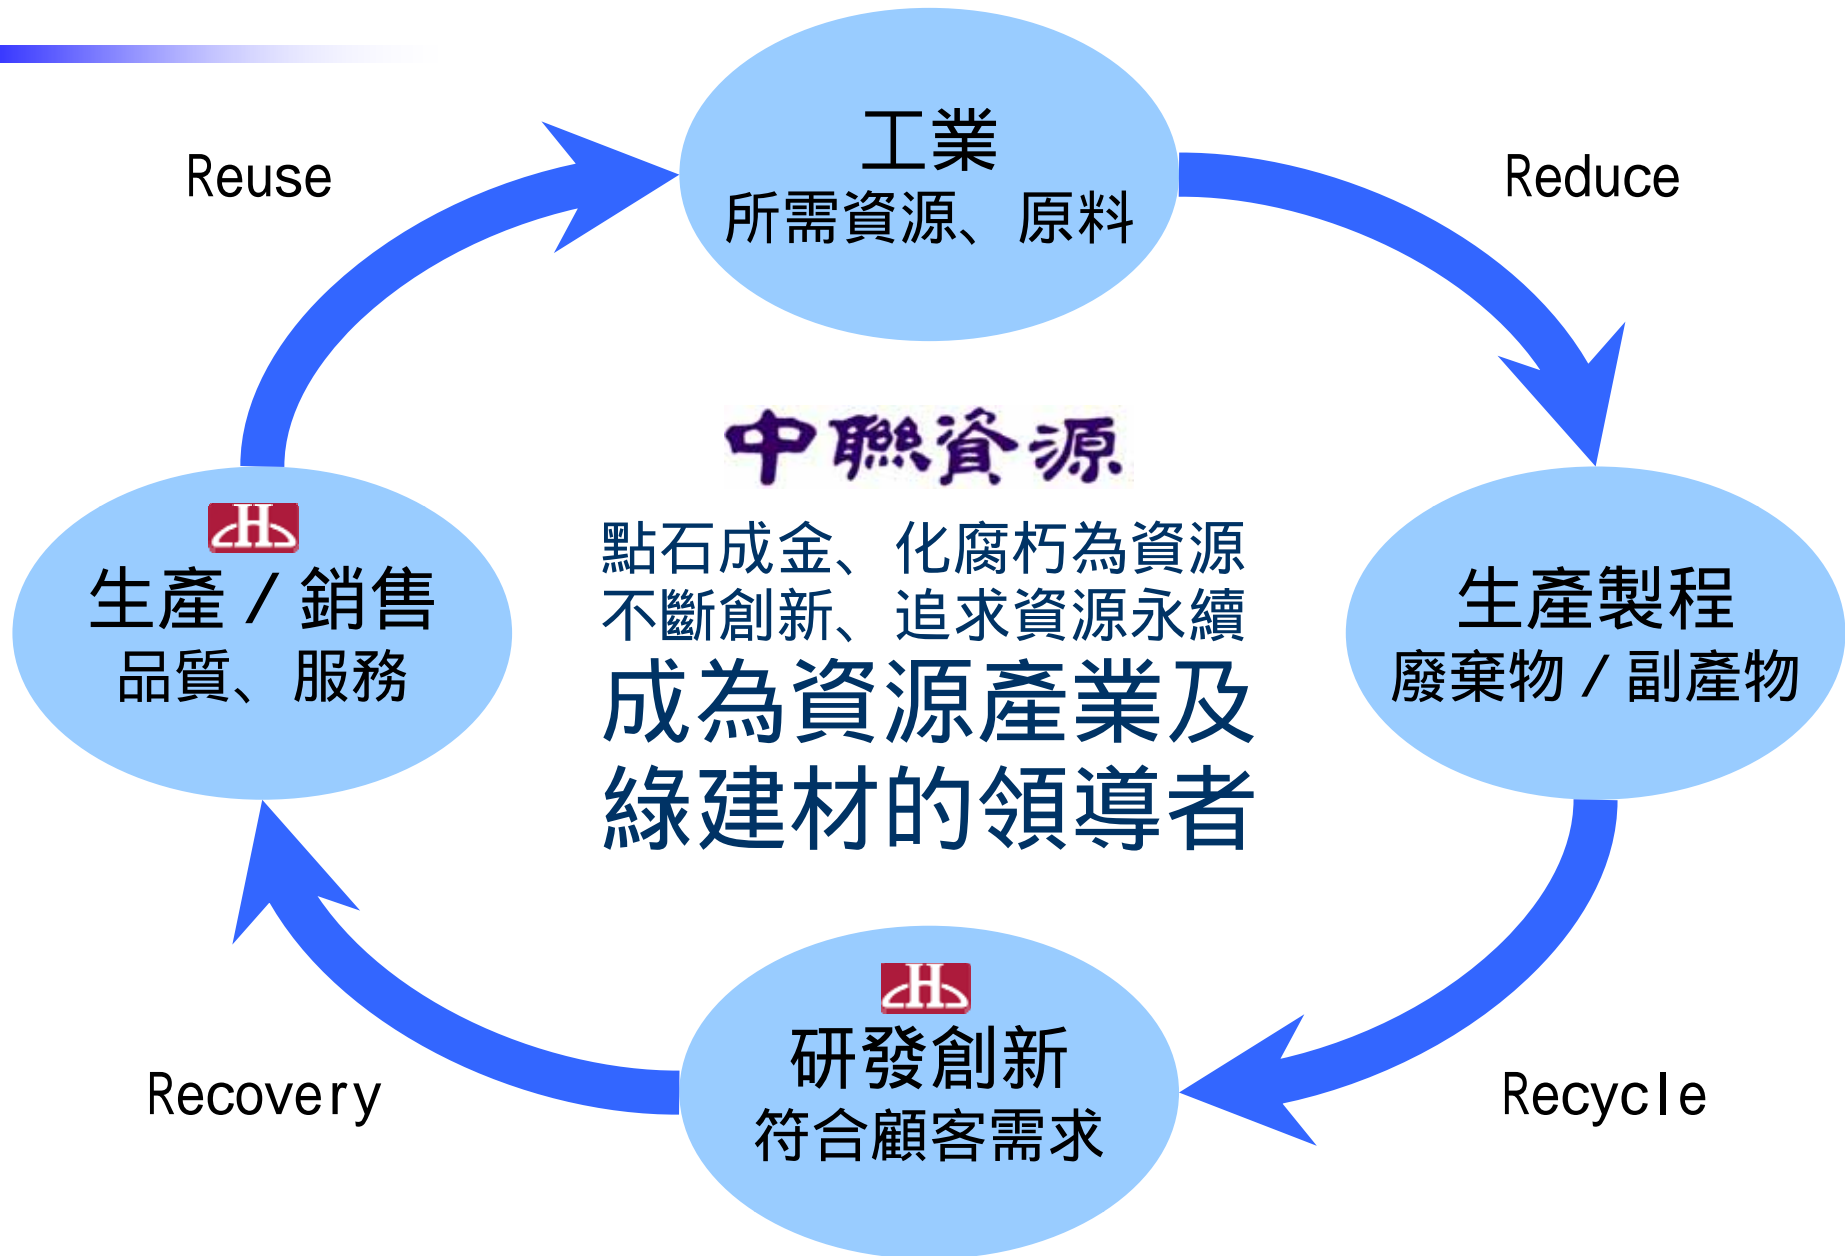 工業
所需資源、原料
Reuse
Reduce
中聯資源
點石成金、化腐朽為資源
不斷創新、追求資源永續
成為資源產業及
綠建材的領導者
生產/銷售
品質、服務
生產製程
廢棄物/副產物
研發創新
符合顧客需求
Recovery
Recycle